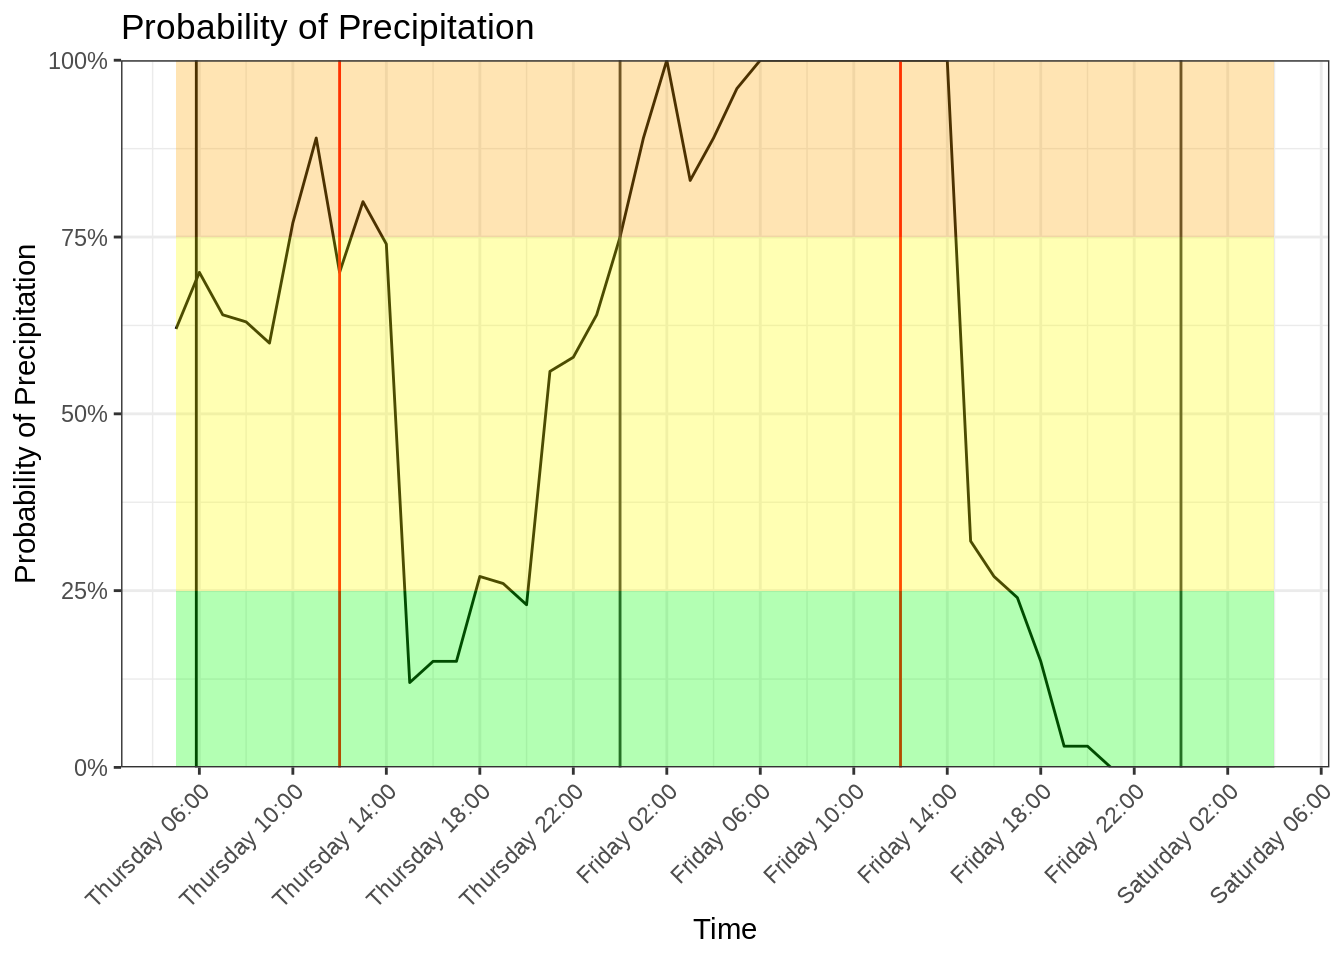 Probability of Precipitation
100%
75%
50%
25%
0%
Probability of Precipitation
Thursday 06:00
Thursday 10:00
Thursday 14:00
Thursday 18:00
Thursday 22:00
Friday 02:00
Friday 06:00
Friday 10:00
Friday 14:00
Friday 18:00
Friday 22:00
Saturday 02:00
Saturday 06:00
Time